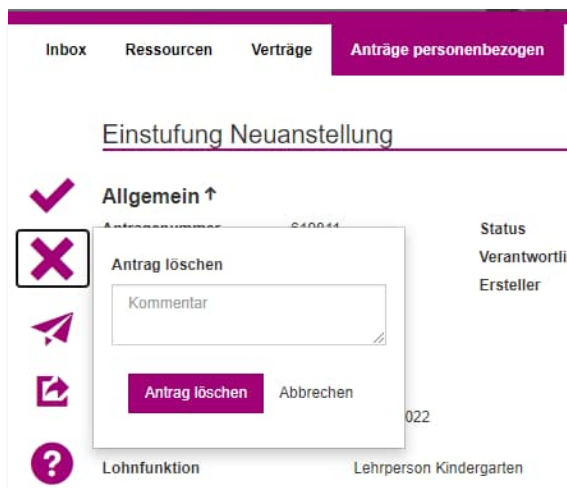 Inbox Ressourcen Verträge Anträge personenbezogen
Einstufung Neuanstellung
Allgemein ↑
Status
Verantwortli
Antrag löschen
Ersteller
Kommentar
Antrag löschen Abbrechen
022
?
Lohnfunktion Lehrperson Kindergarten